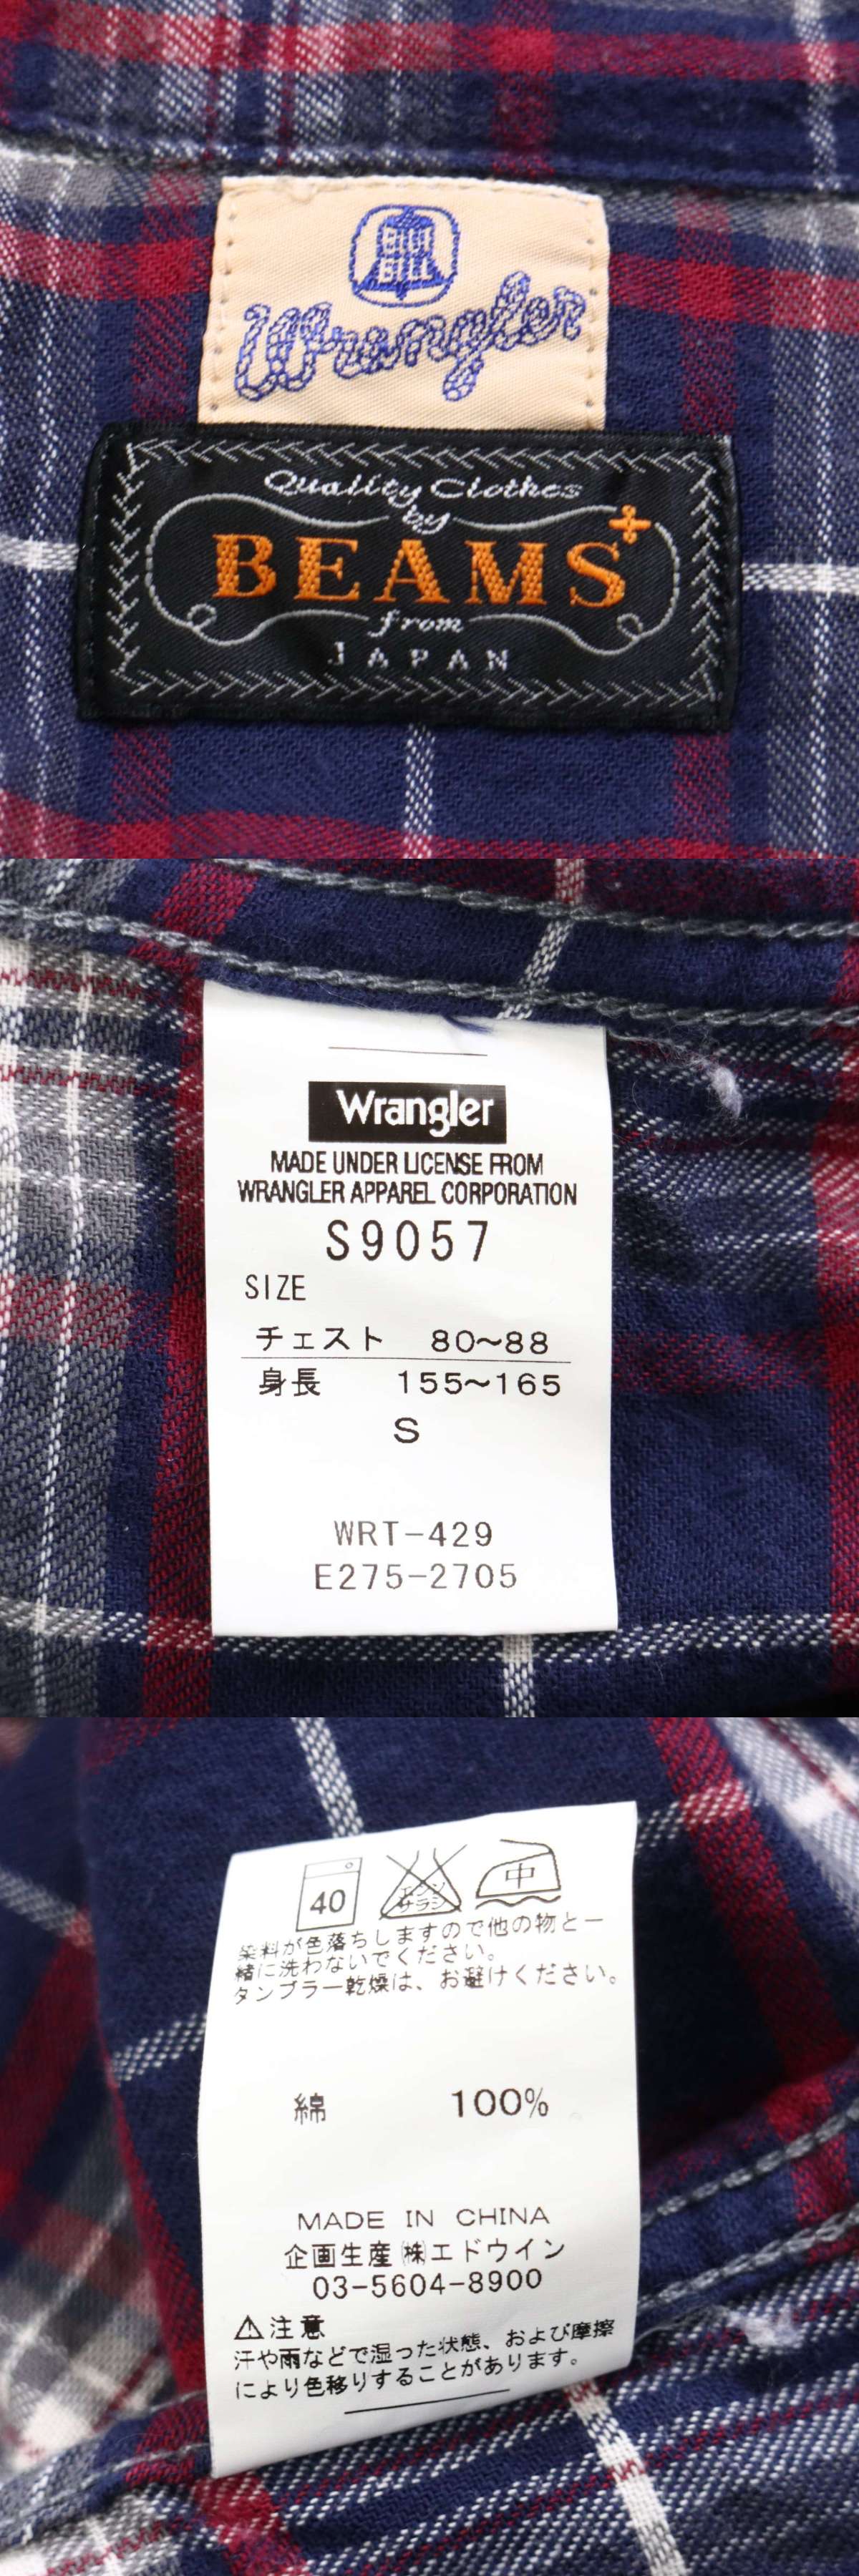 BLUE
BELL
Wrangler
Quality Clothes
by
BEAMS+
from
JAPAN
Wrangler
MADE UNDER LICENSE FROM
WRANGLER APPAREL CORPORATION
S9057
SIZE
チェスト 80~88
身長 155~165
S
WRT-429
E275-2705
40 エンソ サラシ 中
染料が色落ちしますので他の物と一
緒に洗わないでください。
タンブラー乾燥は、お避けください。
綿 100%
MADE IN CHINA
企画生産㈱エドウイン
03-5604-8900
⚠注意
汗や雨などで湿った状態、および摩擦
により色移りすることがあります。